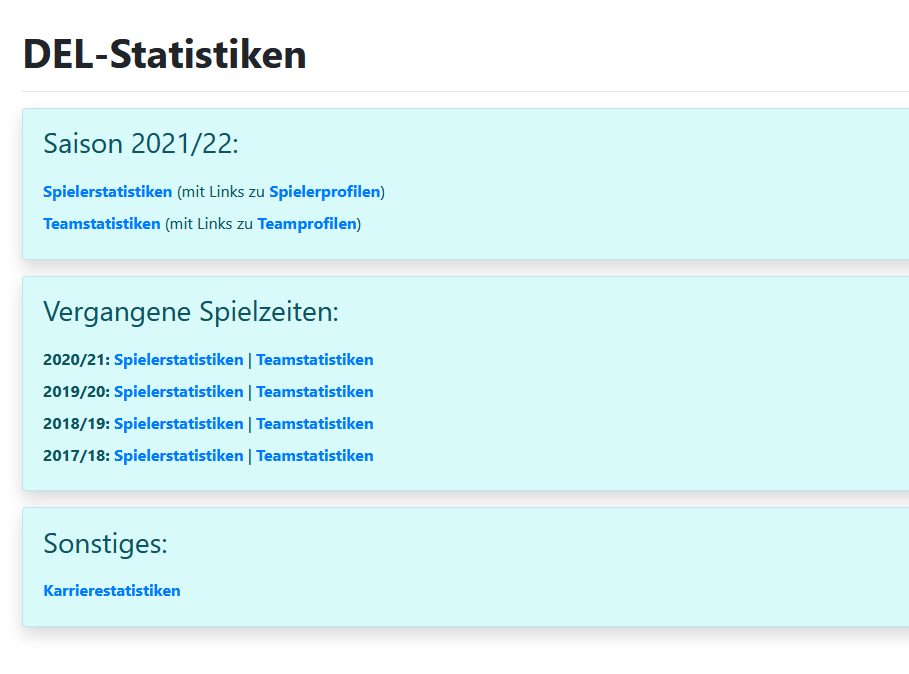 DEL-Statistiken
Saison 2021/22:
Spielerstatistiken (mit Links zu Spielerprofilen)
Teamstatistiken (mit Links zu Teamprofilen)
Vergangene Spielzeiten:
2020/21: Spielerstatistiken | Teamstatistiken
2019/20: Spielerstatistiken | Teamstatistiken
2018/19: Spielerstatistiken | Teamstatistiken
2017/18: Spielerstatistiken | Teamstatistiken
Sonstiges:
Karrierestatistiken